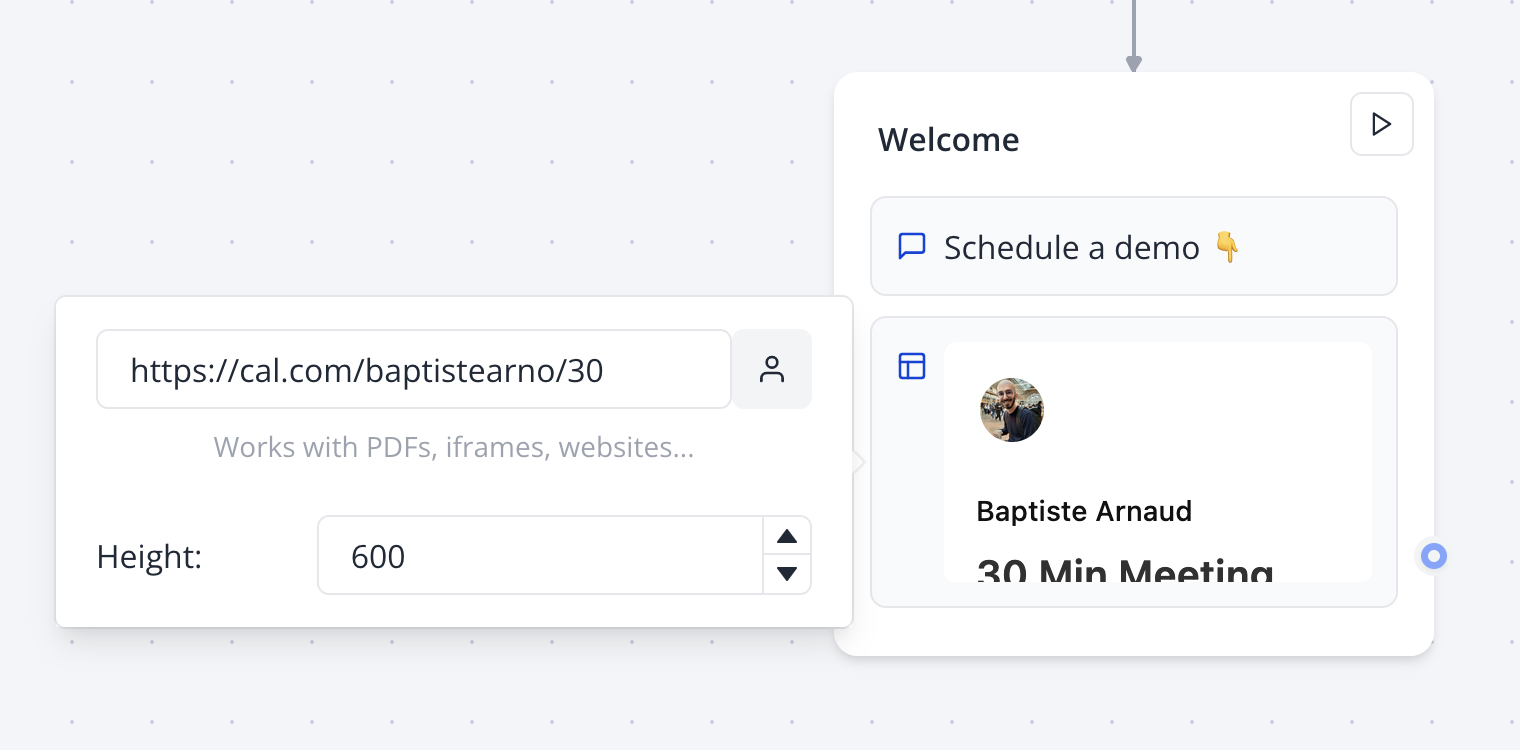 Welcome
Schedule a demo 👇
https://cal.com/baptistearno/30
Works with PDFs, iframes, websites...
Height:
600
Baptiste Arnaud
30 Min Meeting